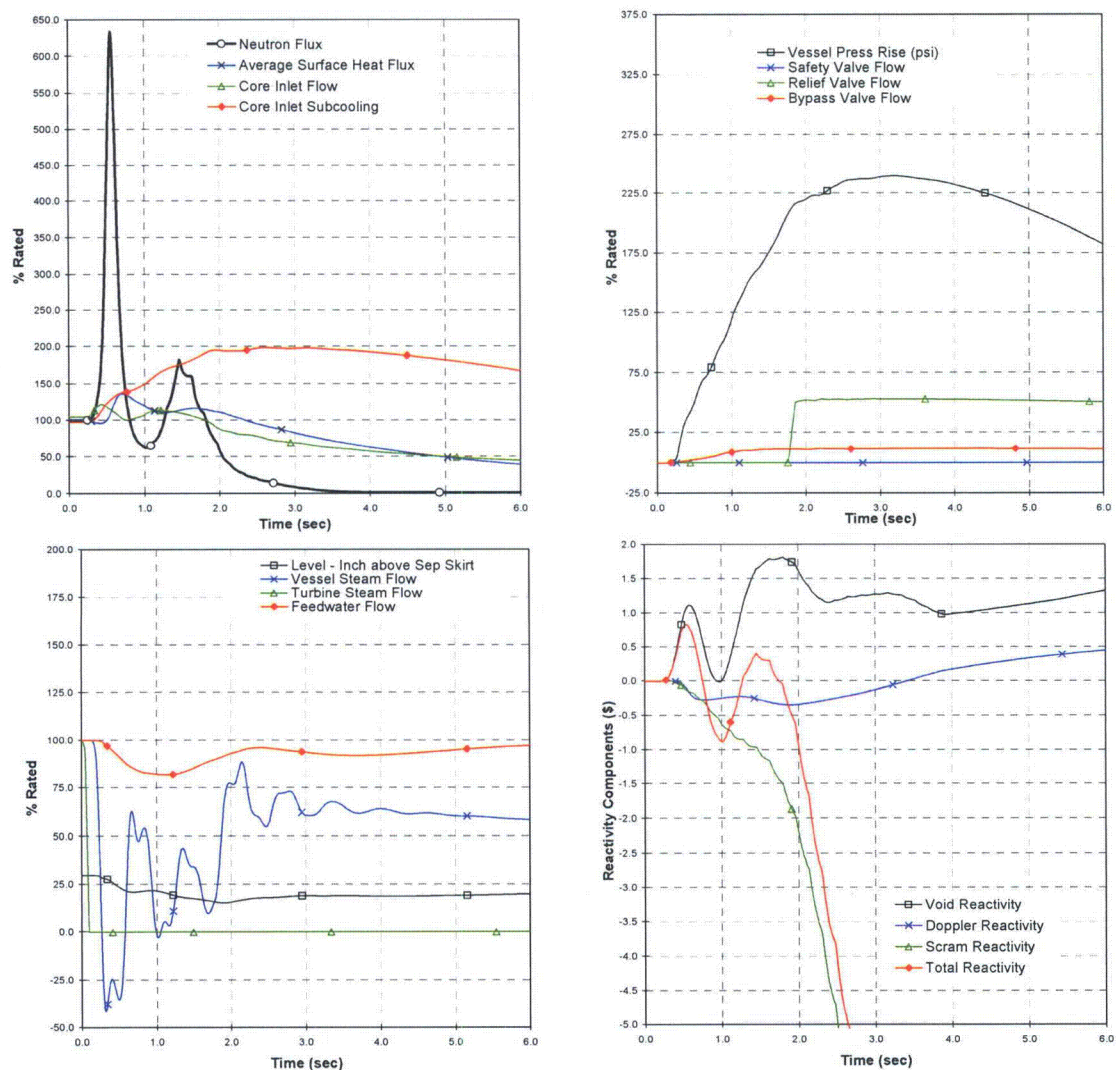 650.0
600.0
550.0
500.0
450.0
400.0
350.0
300.0
250.0
200.0
150.0
100.0
50.0
0.0
% Rated
Neutron Flux
Average Surface Heat Flux
Core Inlet Flow
Core Inlet Subcooling
0.0 1.0 2.0 3.0 4.0 5.0 6.0
Time (sec)
375.0
325.0
275.0
225.0
175.0
125.0
75.0
25.0
-25.0
% Rated
Vessel Press Rise (psi)
Safety Valve Flow
Relief Valve Flow
Bypass Valve Flow
0.0 1.0 2.0 3.0 4.0 5.0 6.0
Time (sec)
200.0
175.0
150.0
125.0
100.0
75.0
50.0
25.0
0.0
-25.0
-50.0
% Rated
Level - Inch above Sep Skirt
Vessel Steam Flow
Turbine Steam Flow
Feedwater Flow
0.0 1.0 2.0 3.0 4.0 5.0 6.0
Time (sec)
2.0
1.5
1.0
0.5
0.0
-0.5
-1.0
-1.5
-2.0
-2.5
-3.0
-3.5
-4.0
-4.5
-5.0
Reactivity Components ($)
Void Reactivity
Doppler Reactivity
Scram Reactivity
Total Reactivity
0.0 1.0 2.0 3.0 4.0 5.0 6.0
Time (sec)